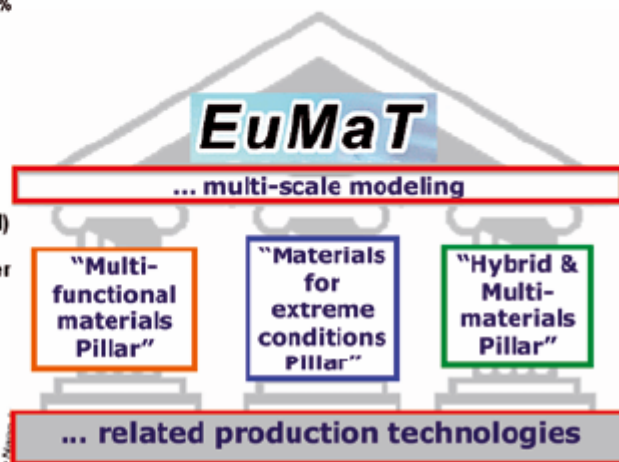 %
EuMaT
... multi-scale modeling
)
er
"Multi-
functional
materials
Pillar"
"Materials
for
extreme
conditions
Pillar"
"Hybrid &
Multi-
materials
Pillar"
... related production technologies